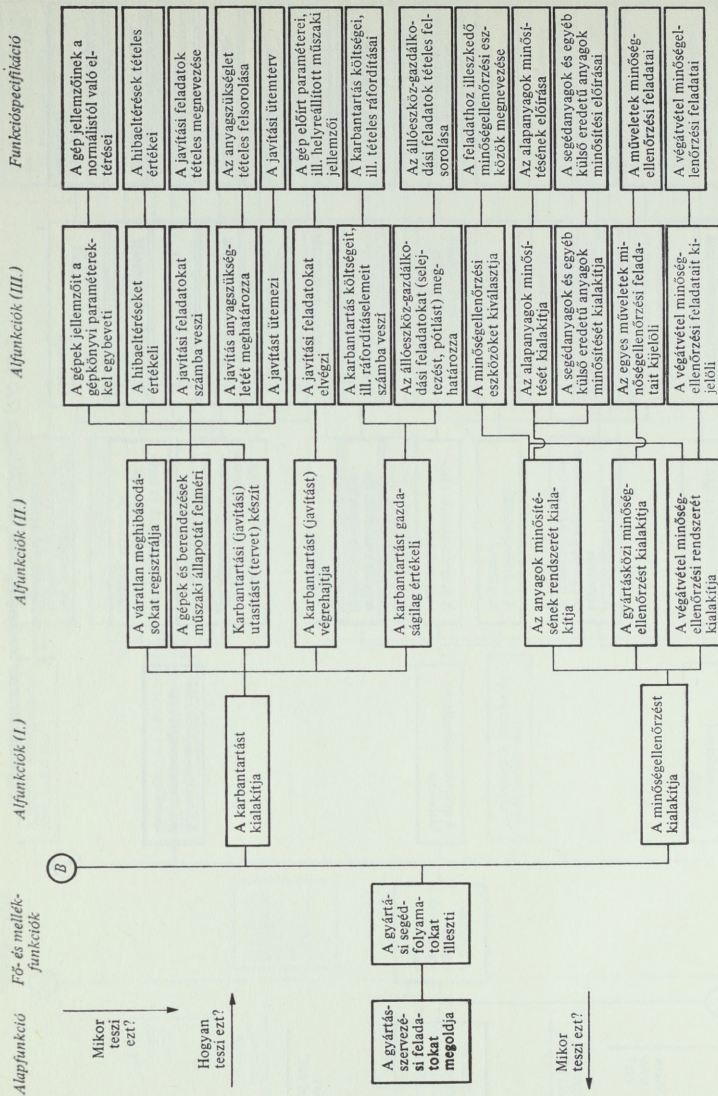 Alapfunkció
Fő- és mellék-
funkciók
Alfunkciók (I.)
Alfunkciók (II.)
Alfunkciók (III.)
Funkcióspecifikáció
Mikor
teszi
ezt?
Hogyan
teszi ezt?
Mikor
teszi
ezt?
A gyártás-
szervezé-
si felada-
tokat
megoldja
A gyártá-
si segéd-
folyama-
tokat
illeszti
B
A karbantartást
kialakítja
A minőségellenőrzést
kialakítja
A váratlan meghibásodá-
sokat regisztrálja
A gépek és berendezések
műszaki állapotát felméri
Karbantartási (javítási)
utasítást (tervet) készít
A karbantartást (javítást)
végrehajtja
A karbantartást gazda-
ságilag értékeli
Az anyagok minősíté-
sének rendszerét kiala-
kítja
A gyártásközi minőség-
ellenőrzést kialakítja
A végátvétel minőség-
ellenőrzési rendszerét
kialakítja
A gépek jellemzőit a
gépkönyvi paraméterek-
kel egybeveti
A hibaeltéréseket
értékeli
A javítási feladatokat
számba veszi
A javítás anyagszükség-
letét meghatározza
A javítást ütemezi
A javítási feladatokat
elvégzi
A karbantartás költségeit,
ill. ráfordításelemeit
számba veszi
Az állóeszköz-gazdálko-
dási feladatokat (selej-
tezést, pótlást) meg-
határozza
A minőségellenőrzési
eszközöket kiválasztja
Az alapanyagok minősí-
tését kialakítja
A segédanyagok és egyéb
külső eredetű anyagok
minősítését kialakítja
Az egyes műveletek mi-
nőségellenőrzési felada-
tait kijelöli
A végátvétel minőség-
ellenőrzési feladatait ki-
jelöli
A gép jellemzőinek a
normálistól való el-
térései
A hibaeltérések tételes
értékei
A javítási feladatok
tételes megnevezése
Az anyagszükséglet
tételes felsorolása
A javítási ütemterv
A gép előírt paraméterei,
ill. helyreállított műszaki
jellemzői
A karbantartás költségei,
ill. tételes ráfordításai
Az állóeszköz-gazdálko-
dási feladatok tételes fel-
sorolása
A feladathoz illeszkedő
minőségellenőrzési esz-
közök megnevezése
Az alapanyagok minősí-
tésének előírása
A segédanyagok és egyéb
külső eredetű anyagok
minősítési előírásai
A műveletek minőség-
ellenőrzési feladatai
A végátvétel minőségel-
lenőrzési feladatai